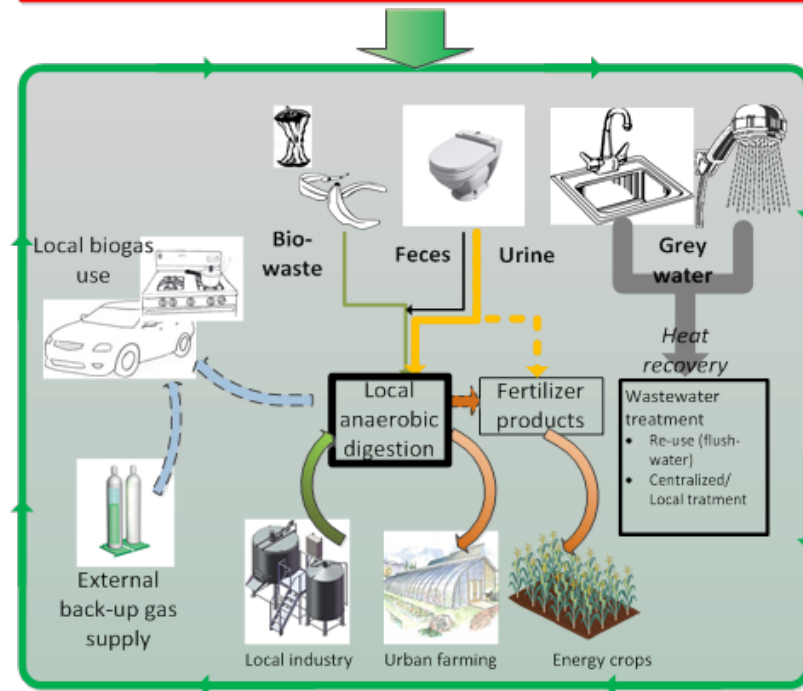 Bio-
waste
Feces
Urine
Grey
water
Local biogas
use
Heat
recovery
Local
anaerobic
digestion
Fertilizer
products
Wastewater
treatment
• Re-use (flush-
water)
• Centralized/
Local tratment
External
back-up gas
supply
Local industry
Urban farming
Energy crops